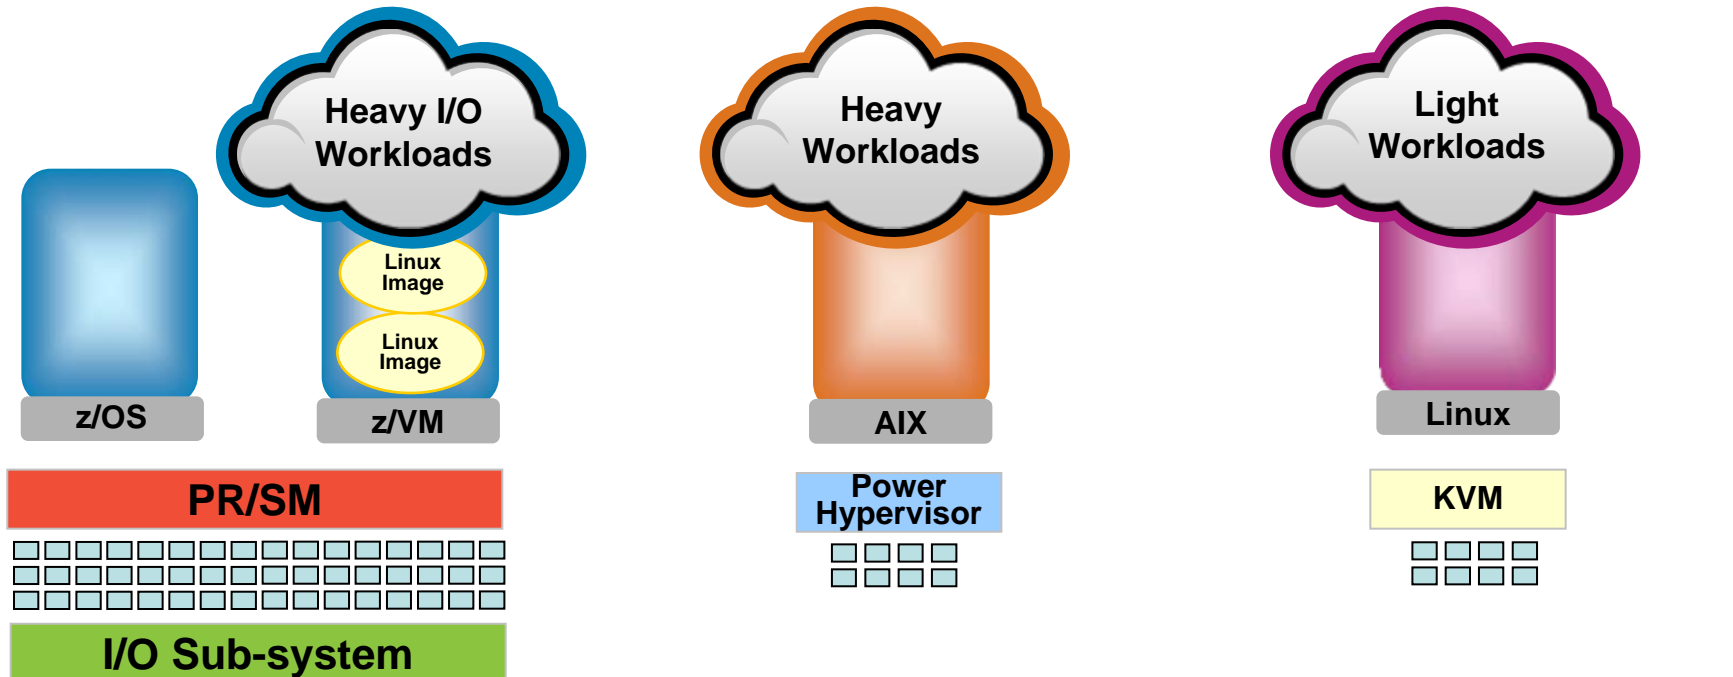 Heavy I/O
Workloads
Linux
Image
Linux
Image
z/OS
z/VM
PR/SM
I/O Sub-system
Heavy
Workloads
AIX
Power
Hypervisor
Light
Workloads
Linux
KVM